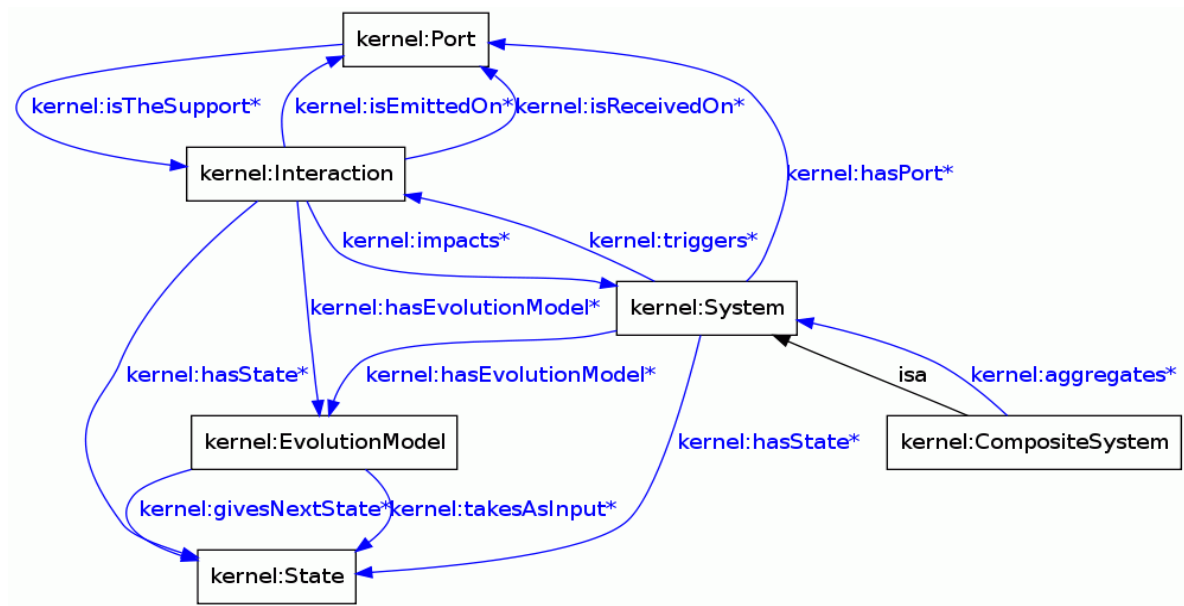 kernel:Port
kernel:isTheSupport*
kernel:isEmittedOn*
kernel:isReceivedOn*
kernel:Interaction
kernel:hasPort*
kernel:impacts*
kernel:triggers*
kernel:hasEvolutionModel*
kernel:System
kernel:hasState*
kernel:hasEvolutionModel*
isa
kernel:aggregates*
kernel:EvolutionModel
kernel:hasState*
kernel:CompositeSystem
kernel:givesNextState*
kernel:takesAsInput*
kernel:State